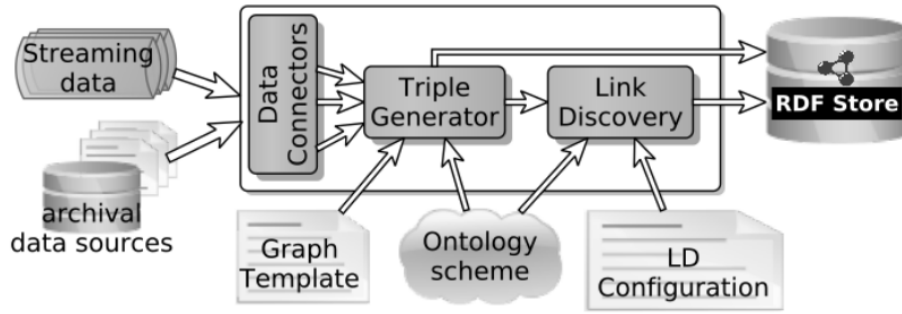 Streaming
data
archival
data sources
Data
Connectors
Triple
Generator
Link
Discovery
RDF Store
Graph
Template
Ontology
scheme
LD
Configuration